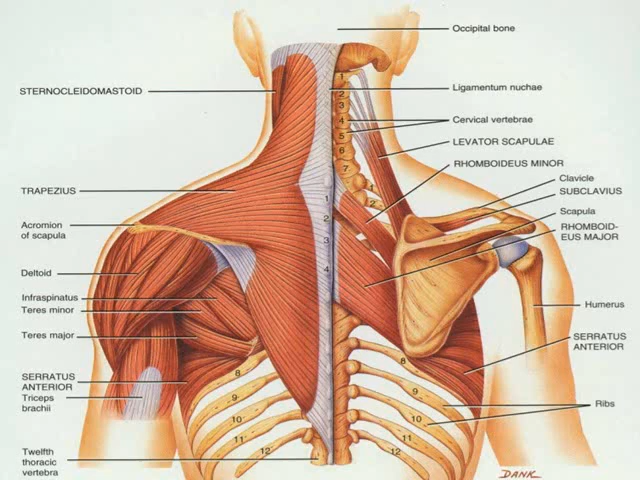 Occipital bone
STERNOCLEIDOMASTOID
Ligamentum nuchae
Cervical vertebrae
LEVATOR SCAPULAE
RHOMBOIDEUS MINOR
Clavicle
SUBCLAVIUS
TRAPEZIUS
Scapula
Acromion
of scapula
RHOMBOID-
EUS MAJOR
Deltoid
Infraspinatus
Teres minor
Humerus
Teres major
SERRATUS
ANTERIOR
SERRATUS
ANTERIOR
Triceps
brachii
Ribs
Twelfth
thoracic
vertebra
1
2
3
4
5
6
7
1
2
1
2
3
4
8
9
10
11
12
8
9
10
11
12
DANK